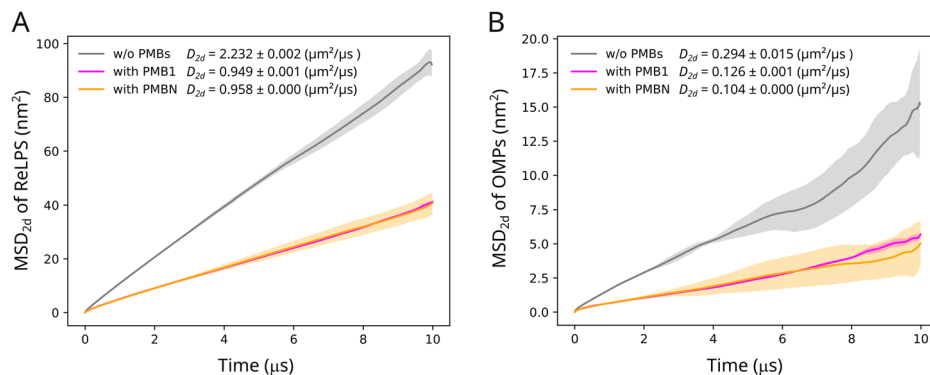 A
MSD2d of ReLPS (nm²)
100
80
60
40
20
0
w/o PMBs D2d = 2.232 ± 0.002 (μm²/μs )
with PMB1 D2d = 0.949 ± 0.001 (μm²/μs)
with PMBN D2d = 0.958 ± 0.000 (μm²/μs)
0 2 4 6 8 10
Time (μs)
B
MSD2d of OMPs (nm²)
20.0
17.5
15.0
12.5
10.0
7.5
5.0
2.5
0.0
w/o PMBs D2d = 0.294 ± 0.015 (μm²/μs)
with PMB1 D2d = 0.126 ± 0.001 (μm²/μs)
with PMBN D2d = 0.104 ± 0.000 (μm²/μs)
0 2 4 6 8 10
Time (μs)